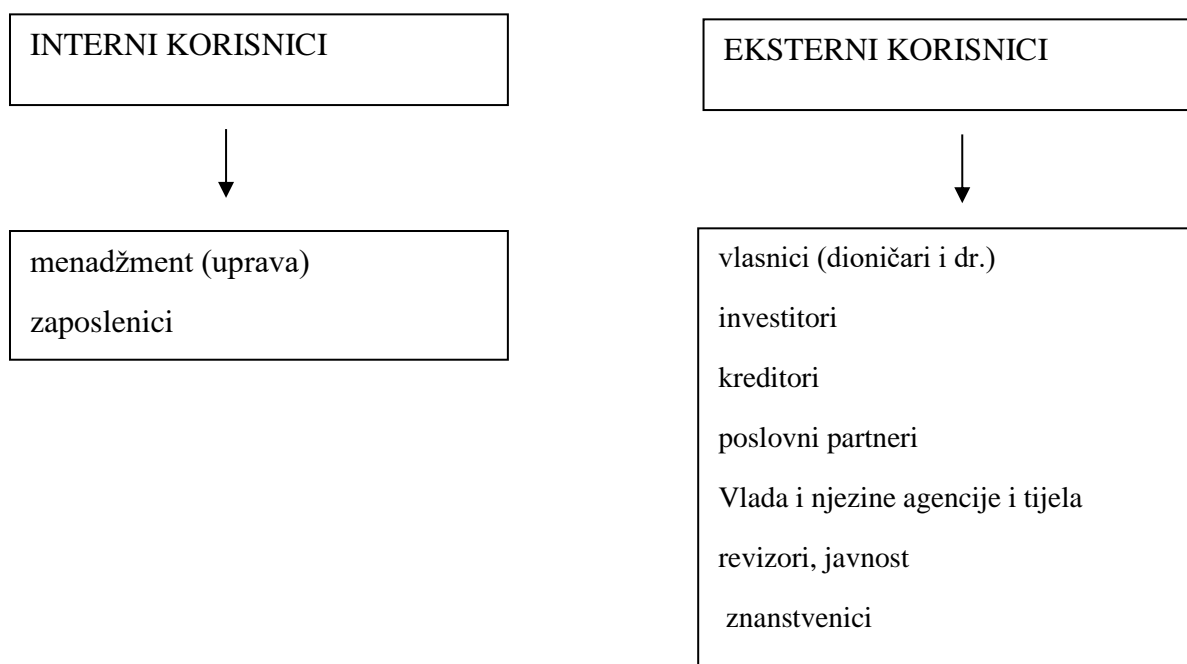 INTERNI KORISNICI
menadžment (uprava)
zaposlenici
EKSTERNI KORISNICI
vlasnici (dioničari i dr.)
investitori
kreditori
poslovni partneri
Vlada i njezine agencije i tijela
revizori, javnost
znanstvenici